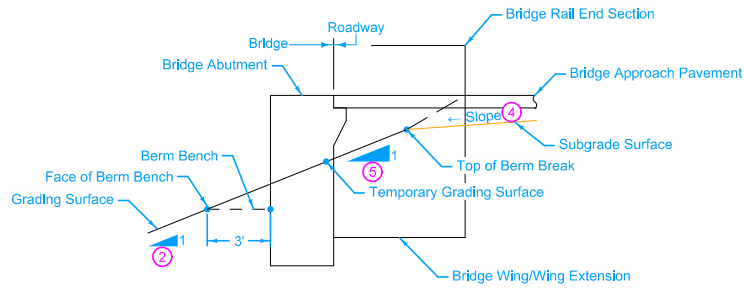 Bridge Rail End Section
Roadway
Bridge
Bridge Abutment
Bridge Approach Pavement
← Slope 4
Subgrade Surface
1
5
Top of Berm Break
Berm Bench
Face of Berm Bench
Temporary Grading Surface
Grading Surface
1
2
3'
Bridge Wing/Wing Extension